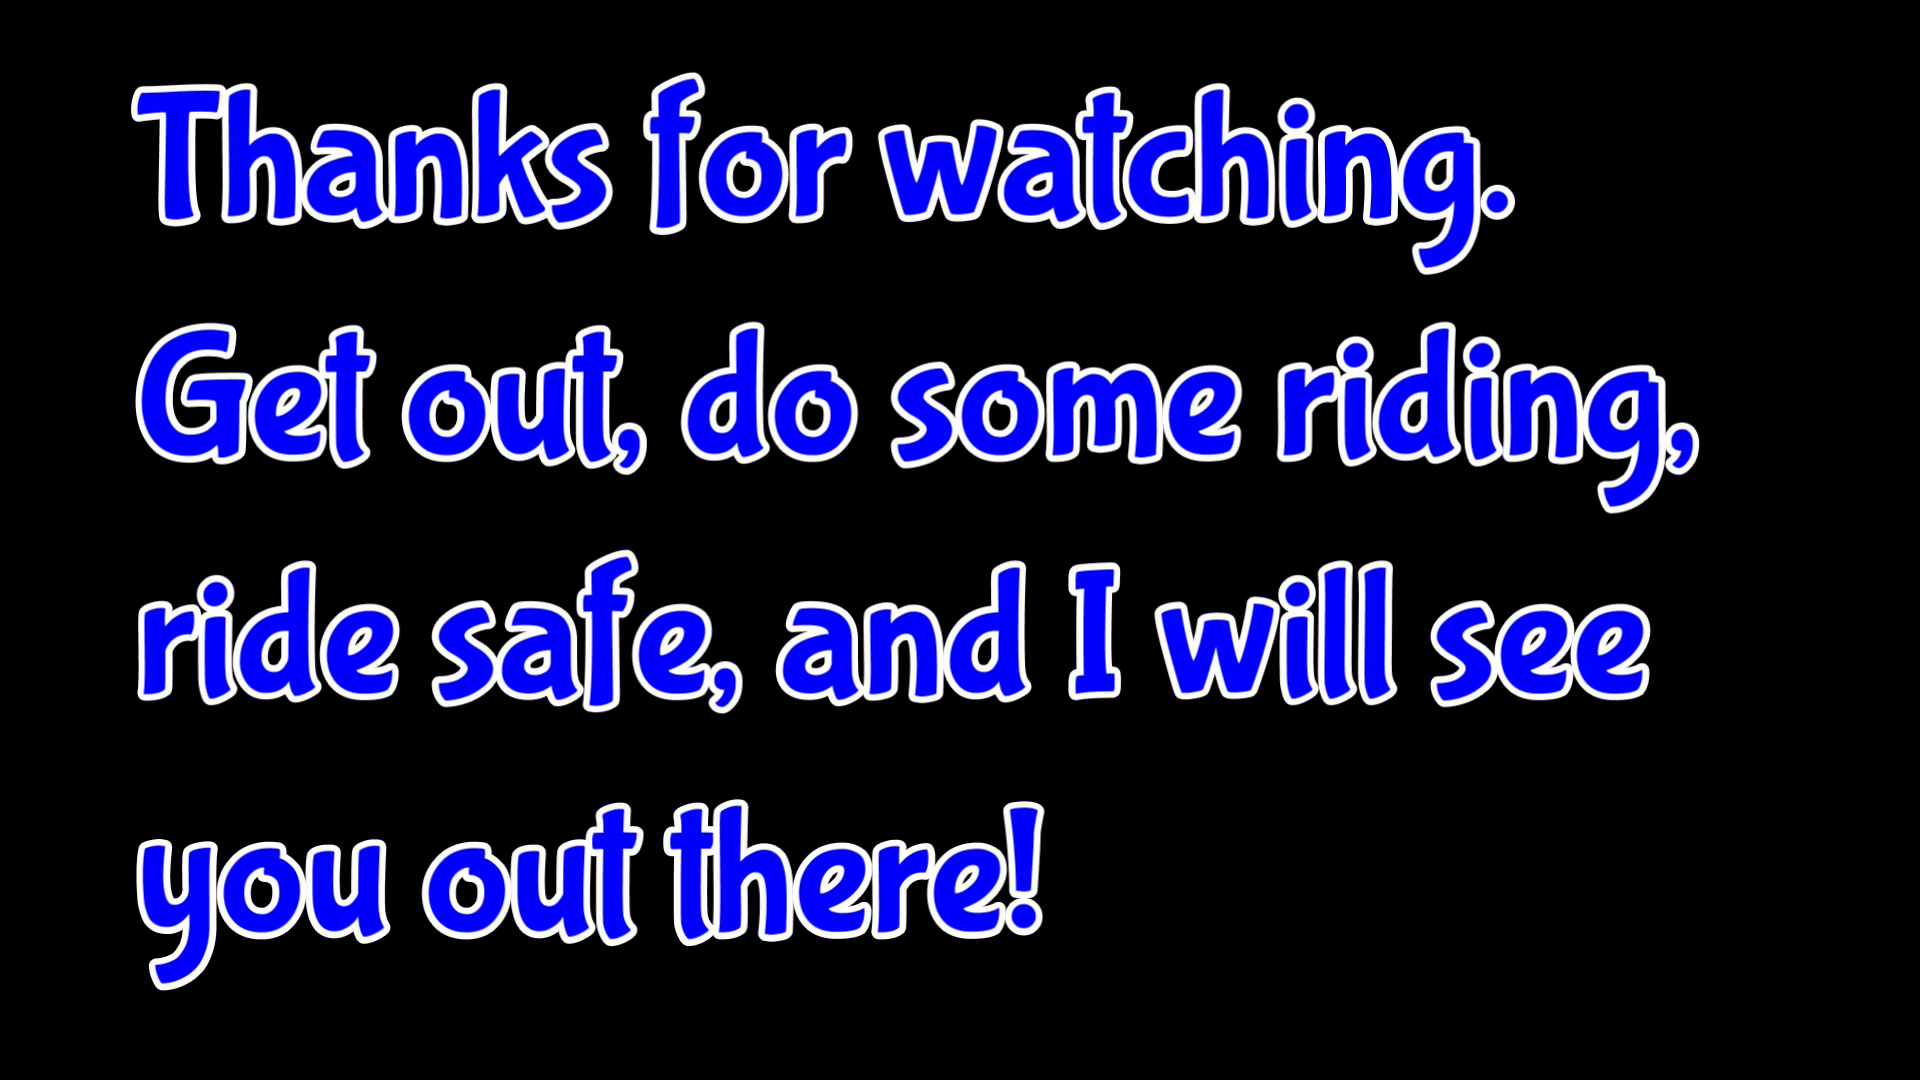 Thanks for watching.
Get out, do some riding,
ride safe, and I will see
you out there!